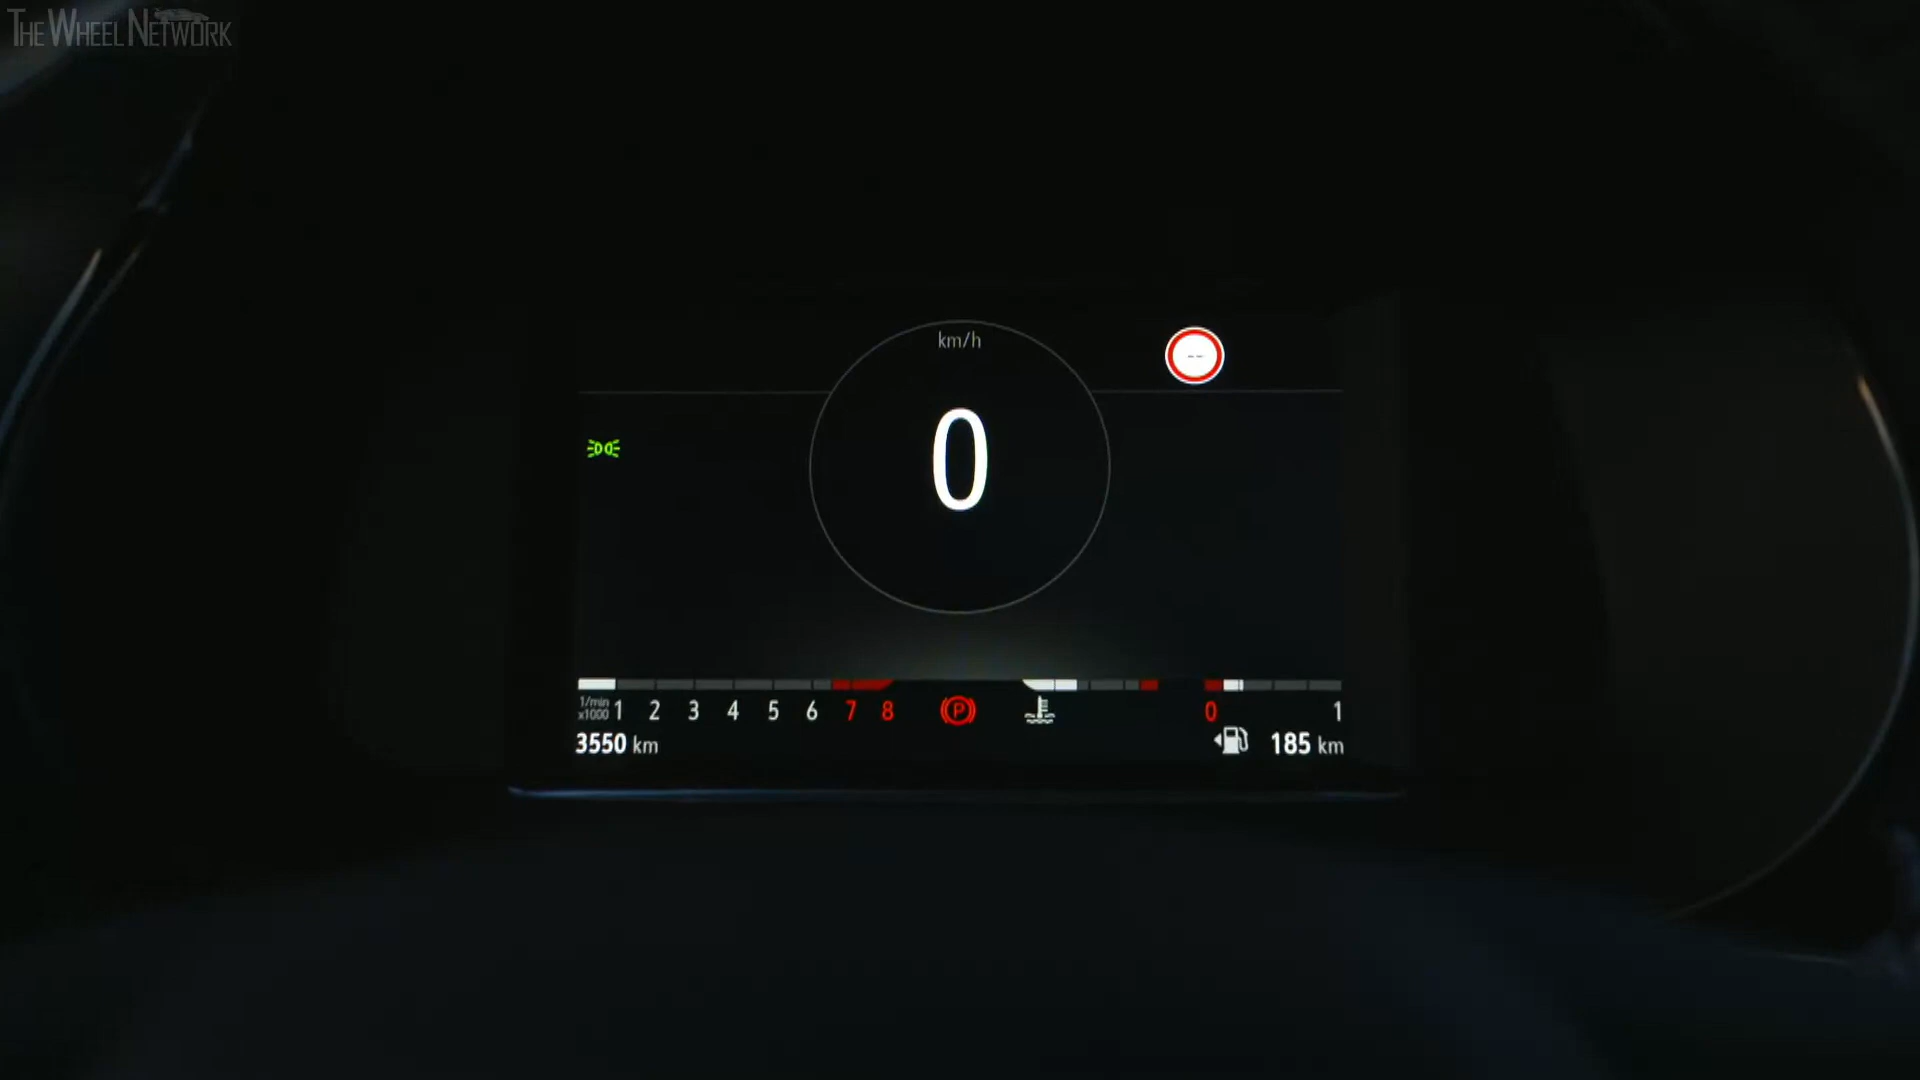 THE WHEEL NETWORK
km/h
--
0
1/min
x1000 1 2 3 4 5 6 7 8 P 0 1
3550 km 185 km